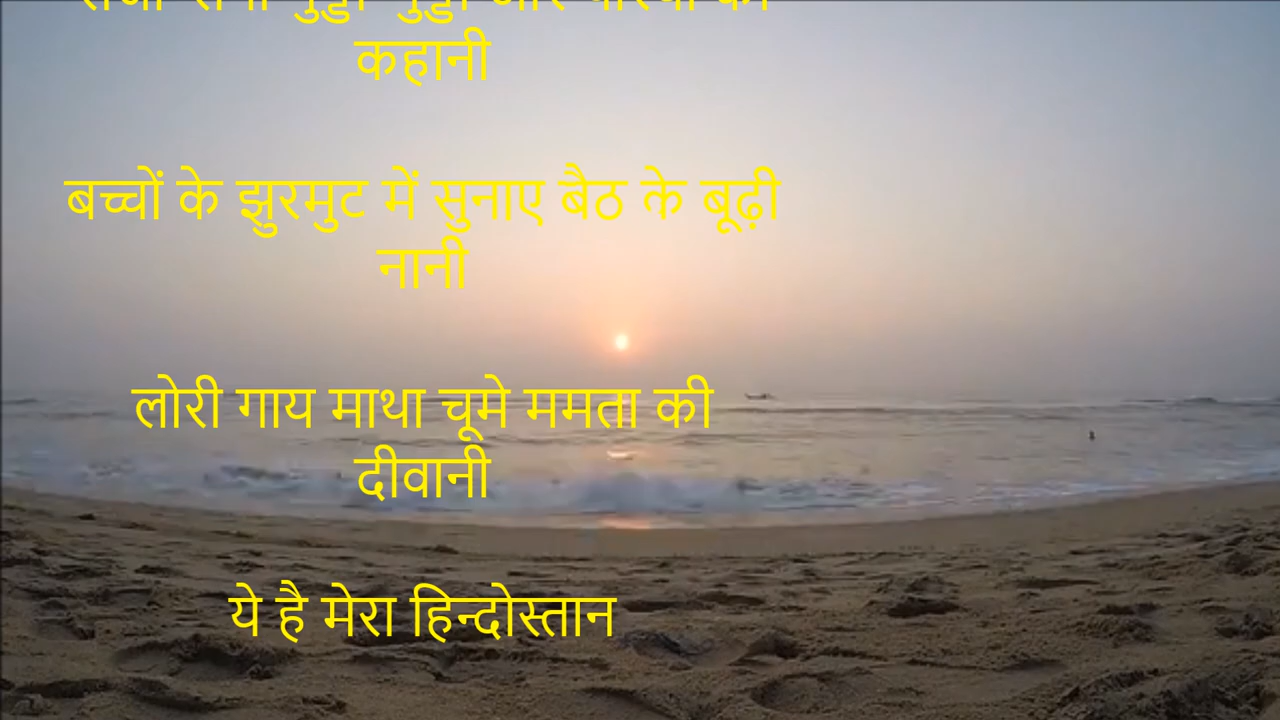 कहानी
बच्चों के झुरमुट में सुनाए बैठ के बूढ़ी
नानी
लोरी गाय माथा चूमे ममता की
दीवानी
ये है मेरा हिन्दोस्तान